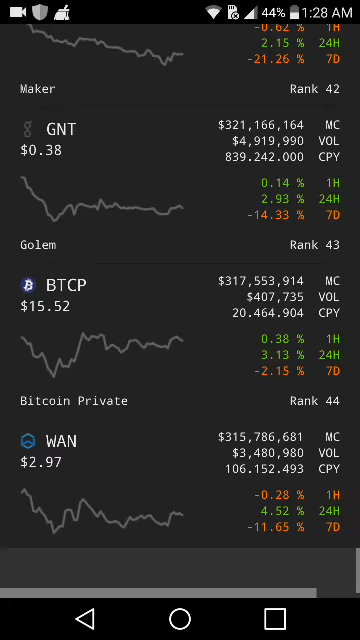 44% 1:28 AM
-0.62 % 1H
2.15 % 24H
-21.26 % 7D
Maker Rank 42
GNT $321,166,164 MC
$0.38 $4,919,990 VOL
839.242.000 CPY
0.14 % 1H
2.93 % 24H
-14.33 % 7D
Golem Rank 43
BTCP $317,553,914 MC
$15.52 $407,735 VOL
20.464.904 CPY
0.38 % 1H
3.13 % 24H
-2.15 % 7D
Bitcoin Private Rank 44
WAN $315,786,681 MC
$2.97 $3,480,980 VOL
106.152.493 CPY
-0.28 % 1H
4.52 % 24H
-11.65 % 7D